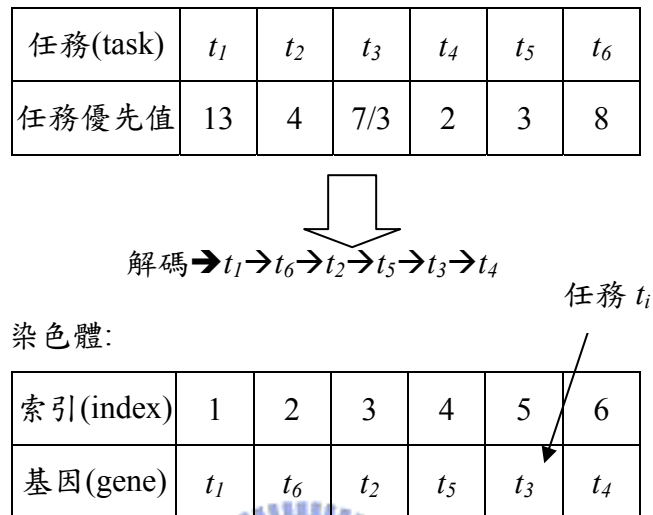 任務(task) t1 t2 t3 t4 t5 t6
任務優先值 13 4 7/3 2 3 8
解碼➔t1→t6→t2→t5→t3→t4
任務 ti
染色體:
索引(index) 1 2 3 4 5 6
基因(gene) t1 t6 t2 t5 t3 t4